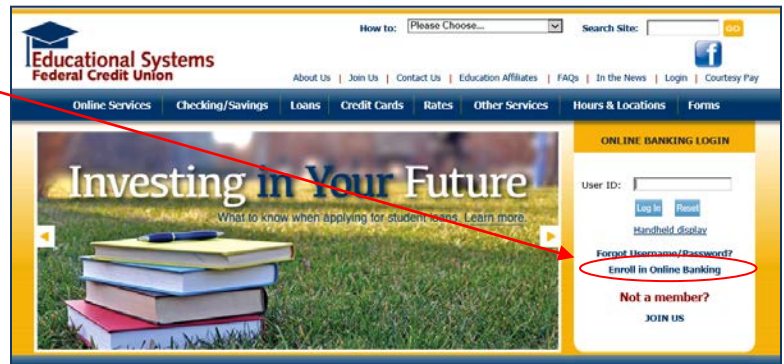 How to: Please Choose... Search Site: GO
Educational Systems
Federal Credit Union
About Us | Join Us | Contact Us | Education Affiliates | FAQs | In the News | Login | Courtesy Pay
Online Services Checking/Savings Loans Credit Cards Rates Other Services Hours & Locations Forms
ONLINE BANKING LOGIN
Investing in Your Future
What to know when applying for student loans. Learn more.
User ID:
Log In Reset
Handheld display
Forgot Username/Password?
Enroll in Online Banking
Not a member?
JOIN US